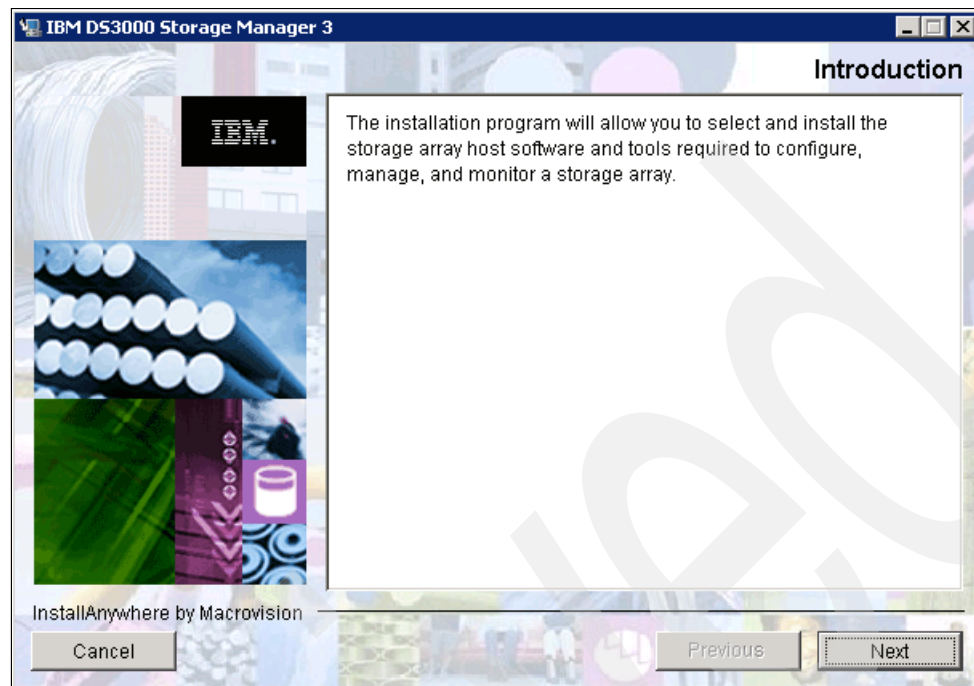 IBM DS3000 Storage Manager 3
Introduction
IBM.
The installation program will allow you to select and install the
storage array host software and tools required to configure,
manage, and monitor a storage array.
InstallAnywhere by Macrovision
Cancel
Previous
Next